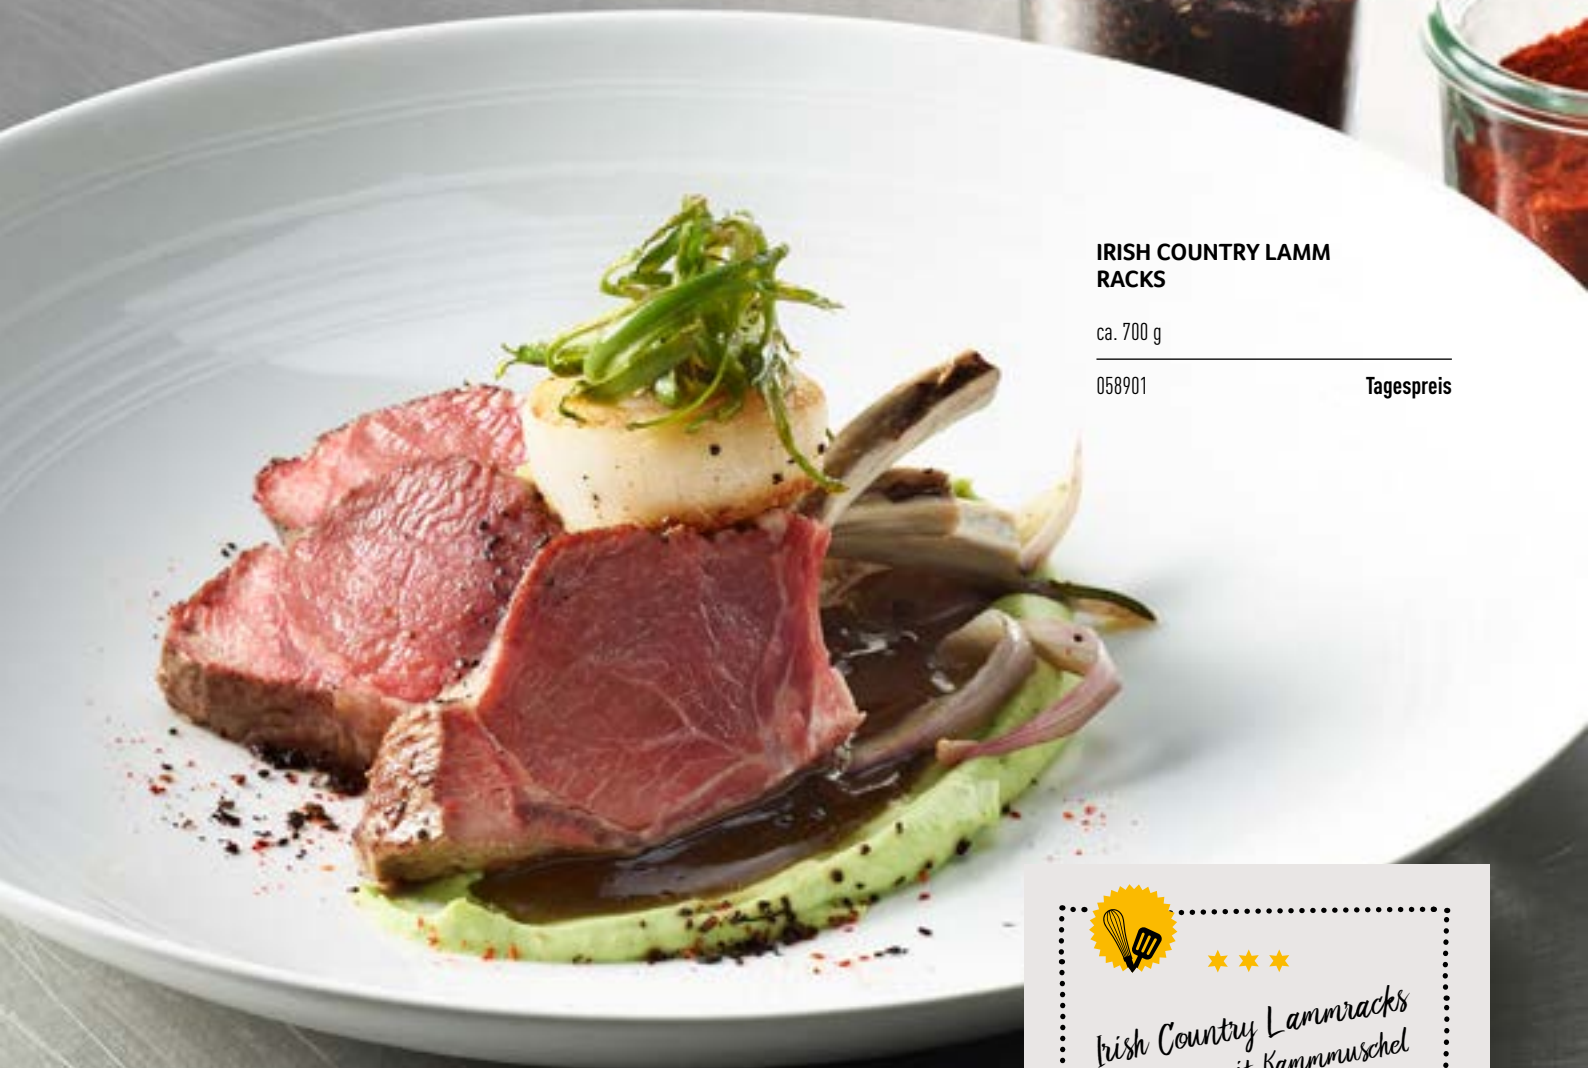 IRISH COUNTRY LAMM
RACKS
ca. 700 g
058901 Tagespreis
Irish Country Lammracks
Kammmuschel